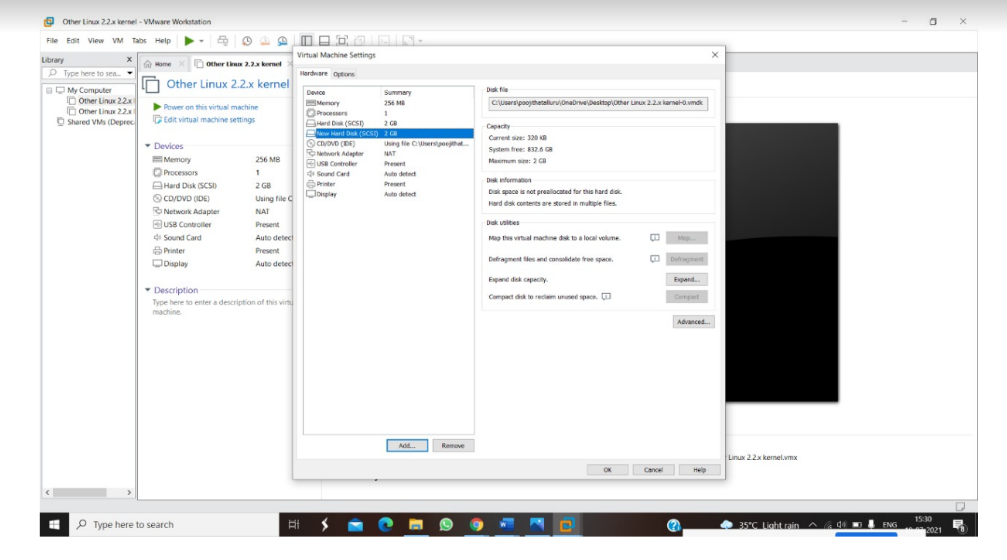 Other Linux 2.2.x kernel - VMware Workstation
File Edit View VM Tabs Help
Library X
Type here to sea...
My Computer
Other Linux 2.2.x
Other Linux 2.2.x
Shared VMs (Deprec
Home
Other Linux 2.2.x kernel
Other Linux 2.2.x kernel
Power on this virtual machine
Edit virtual machine settings
Devices
Memory 256 MB
Processors 1
Hard Disk (SCSI) 2 GB
CD/DVD (IDE) Using file C
Network Adapter NAT
USB Controller Present
Sound Card Auto detect
Printer Present
Display Auto detect
Description
Type here to enter a description of this virtu
machine.
Virtual Machine Settings
Hardware Options
Device Summary
Memory 256 MB
Processors 1
Hard Disk (SCSI) 2 GB
New Hard Disk (SCSI) 2 GB
CD/DVD (IDE) Using file C:\Users\poojithat...
Network Adapter NAT
USB Controller Present
Sound Card Auto detect
Printer Present
Display Auto detect
Add... Remove
Disk file
C:\Users\poojithatalluru\OneDrive\Desktop\Other Linux 2.2.x kernel-0.vmdk
Capacity
Current size: 320 KB
System free: 832.6 GB
Maximum size: 2 GB
Disk information
Disk space is not preallocated for this hard disk.
Hard disk contents are stored in multiple files.
Disk utilities
Map this virtual machine disk to a local volume. Map...
Defragment files and consolidate free space. Defragment
Expand disk capacity. Expand...
Compact disk to reclaim unused space. Compact
Advanced...
OK Cancel Help
Linux 2.2.x kernel.vmx
Type here to search
35°C Light rain
ENG
15:30
2021